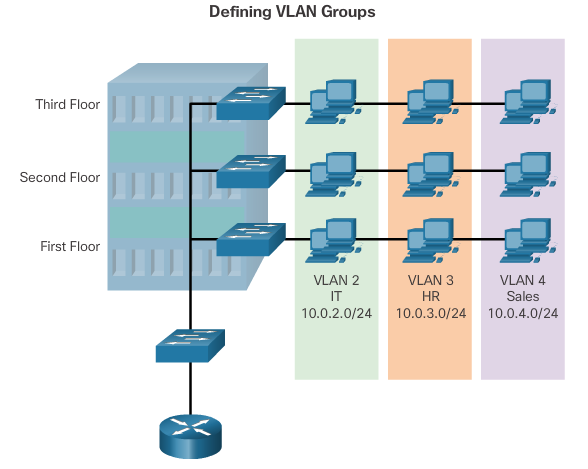 Defining VLAN Groups
Third Floor
Second Floor
First Floor
VLAN 2
IT
10.0.2.0/24
VLAN 3
HR
10.0.3.0/24
VLAN 4
Sales
10.0.4.0/24